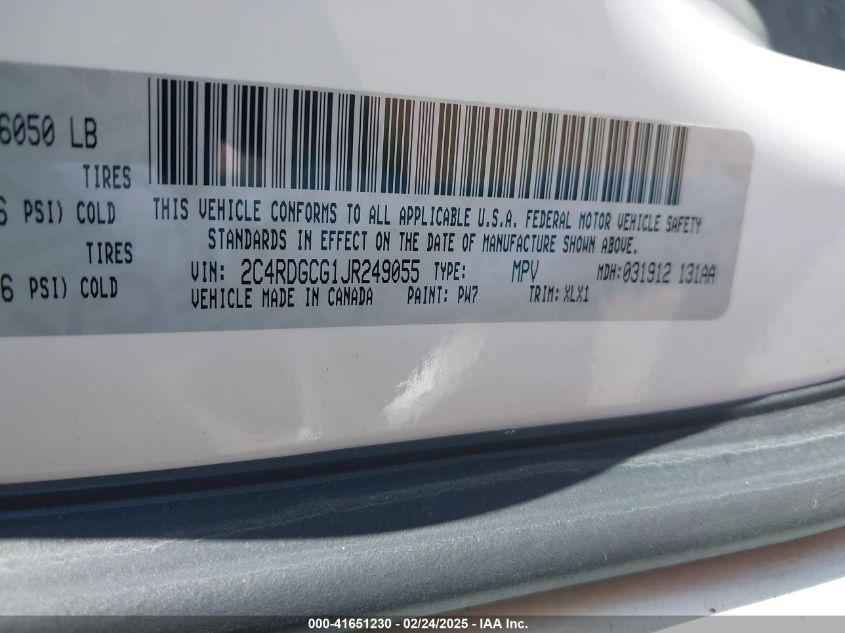 6050 LB
TIRES
PSI) COLD
TIRES
6 PSI) COLD
THIS VEHICLE CONFORMS TO ALL APPLICABLE U.S.A. FEDERAL MOTOR VEHICLE SAFETY
STANDARDS IN EFFECT ON THE DATE OF MANUFACTURE SHOWN ABOVE.
VIN: 2C4RDGCG1JR249055 TYPE: MPV MDH: 031912 131AA
VEHICLE MADE IN CANADA PAINT: PW7 TRIM: XLX1
000-41651230 - 02/24/2025 - IAA Inc.